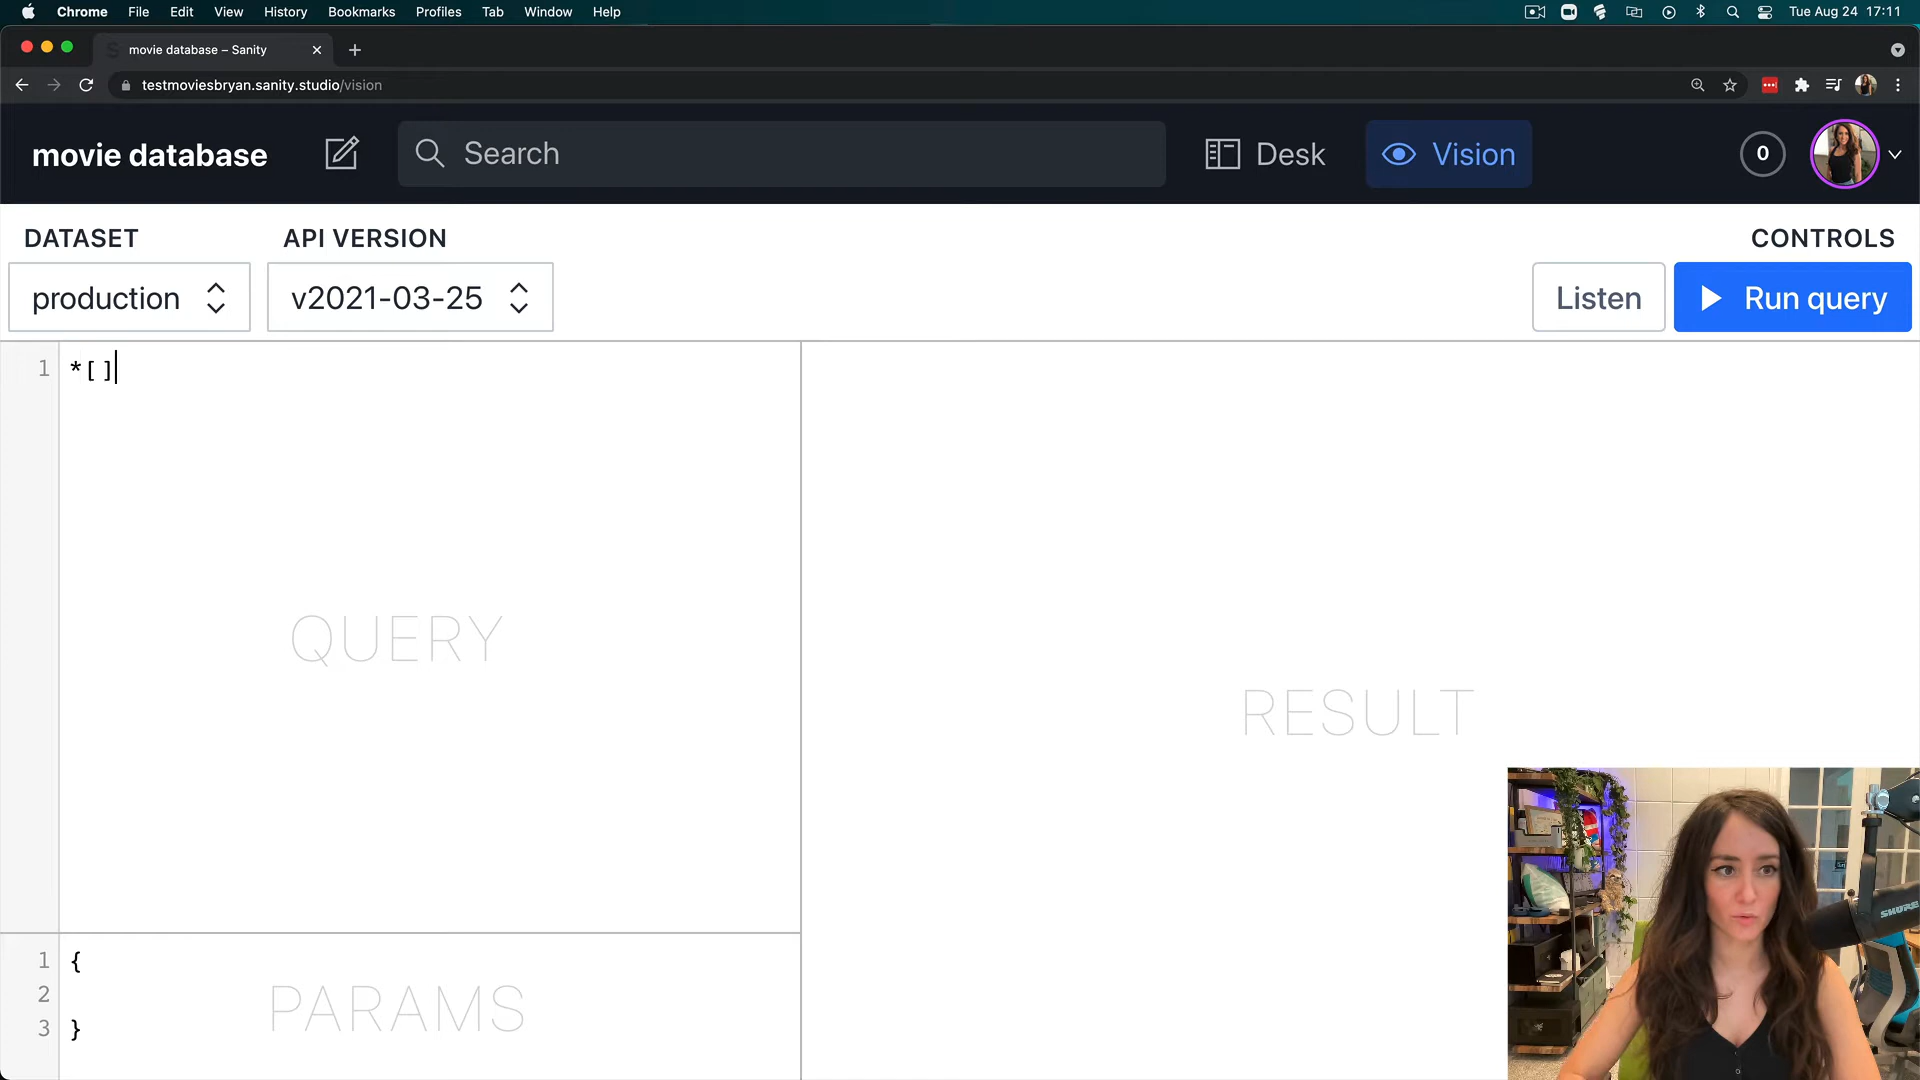 Chrome File Edit View History Bookmarks Profiles Tab Window Help Tue Aug 24 17:11
movie database – Sanity
testmoviesbryan.sanity.studio/vision
movie database Search Desk Vision 0
DATASET API VERSION CONTROLS
production v2021-03-25 Listen Run query
1 *[]
QUERY
RESULT
1 {
2
PARAMS
3 }
SHURE